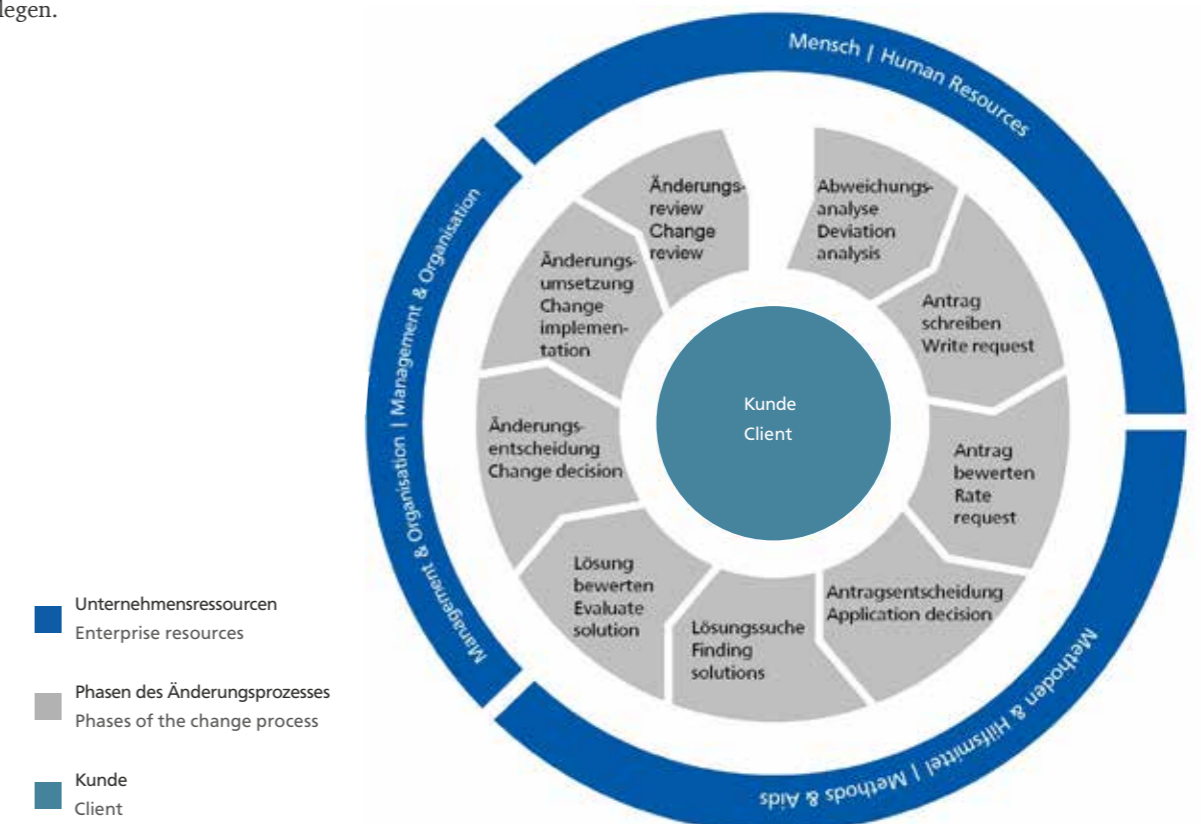 legen.
Mensch | Human Resources
Management & Organisation | Management & Organisation
Methoden & Hilfsmittel | Methods & Aids
Abweichungs-
analyse
Deviation
analysis
Antrag
schreiben
Write request
Antrag
bewerten
Rate
request
Antragsentscheidung
Application decision
Lösungssuche
Finding
solutions
Lösung
bewerten
Evaluate
solution
Änderungs-
entscheidung
Change decision
Änderungs-
umsetzung
Change
implemen-
tation
Änderungs-
review
Change
review
Kunde
Client
Unternehmensressourcen
Enterprise resources
Phasen des Änderungsprozesses
Phases of the change process
Kunde
Client